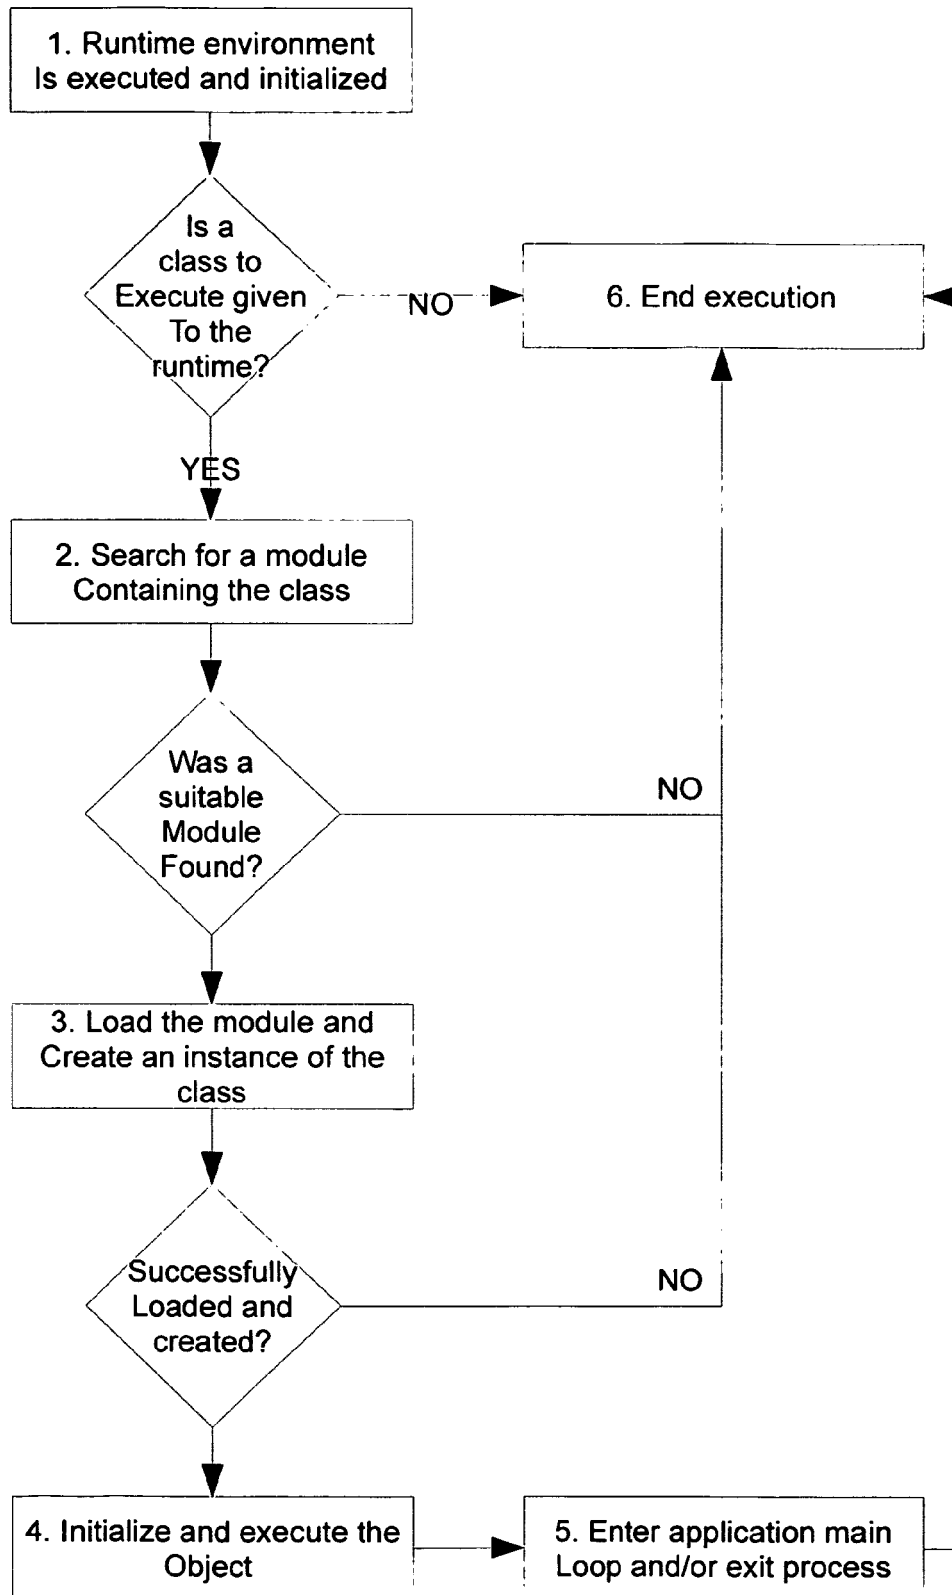 1. Runtime environment
Is executed and initialized
Is a
class to
Execute given
To the
runtime?
NO
6. End execution
YES
2. Search for a module
Containing the class
Was a
suitable
Module
Found?
NO
3. Load the module and
Create an instance of the
class
Successfully
Loaded and
created?
NO
4. Initialize and execute the
Object
5. Enter application main
Loop and/or exit process